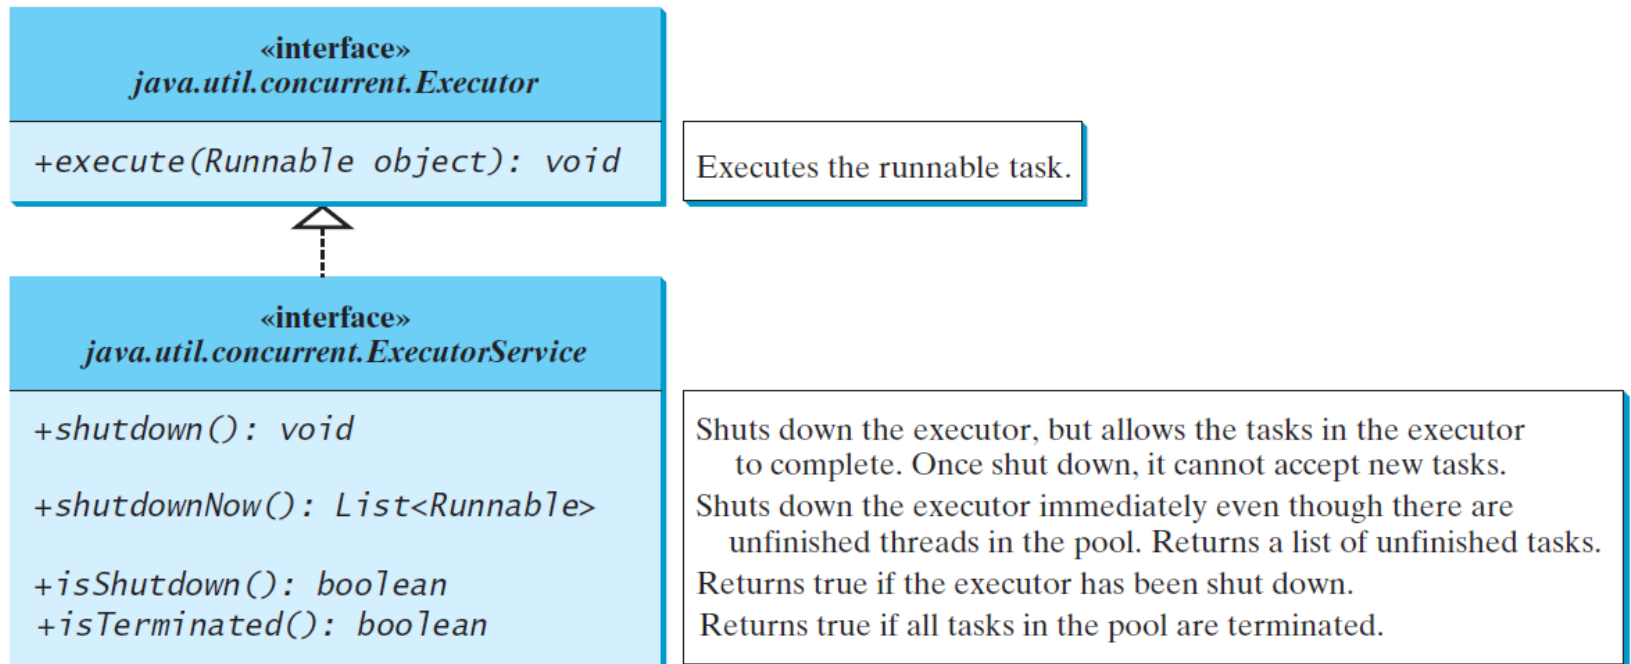 «interface»
java.util.concurrent.Executor
+execute(Runnable object): void
Executes the runnable task.
«interface»
java.util.concurrent.ExecutorService
+shutdown(): void
Shuts down the executor, but allows the tasks in the executor
to complete. Once shut down, it cannot accept new tasks.
+shutdownNow(): List<Runnable>
Shuts down the executor immediately even though there are
unfinished threads in the pool. Returns a list of unfinished tasks.
+isShutdown(): boolean
Returns true if the executor has been shut down.
+isTerminated(): boolean
Returns true if all tasks in the pool are terminated.